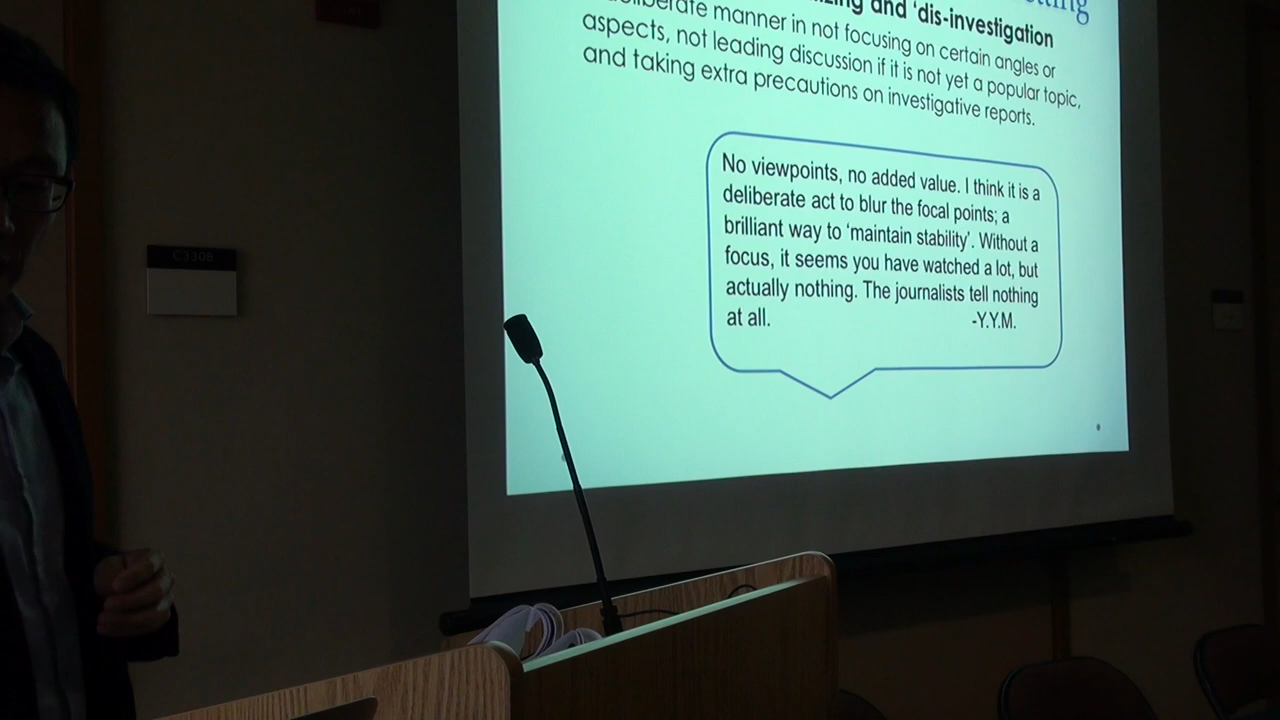 and 'dis-investigation
manner in not focusing on certain angles or
aspects, not leading discussion if it is not yet a popular topic,
and taking extra precautions on investigative reports.
No viewpoints, no added value. I think it is a
deliberate act to blur the focal points; a
brilliant way to 'maintain stability'. Without a
focus, it seems you have watched a lot, but
actually nothing. The journalists tell nothing
at all. -Y.Y.M.
C330B